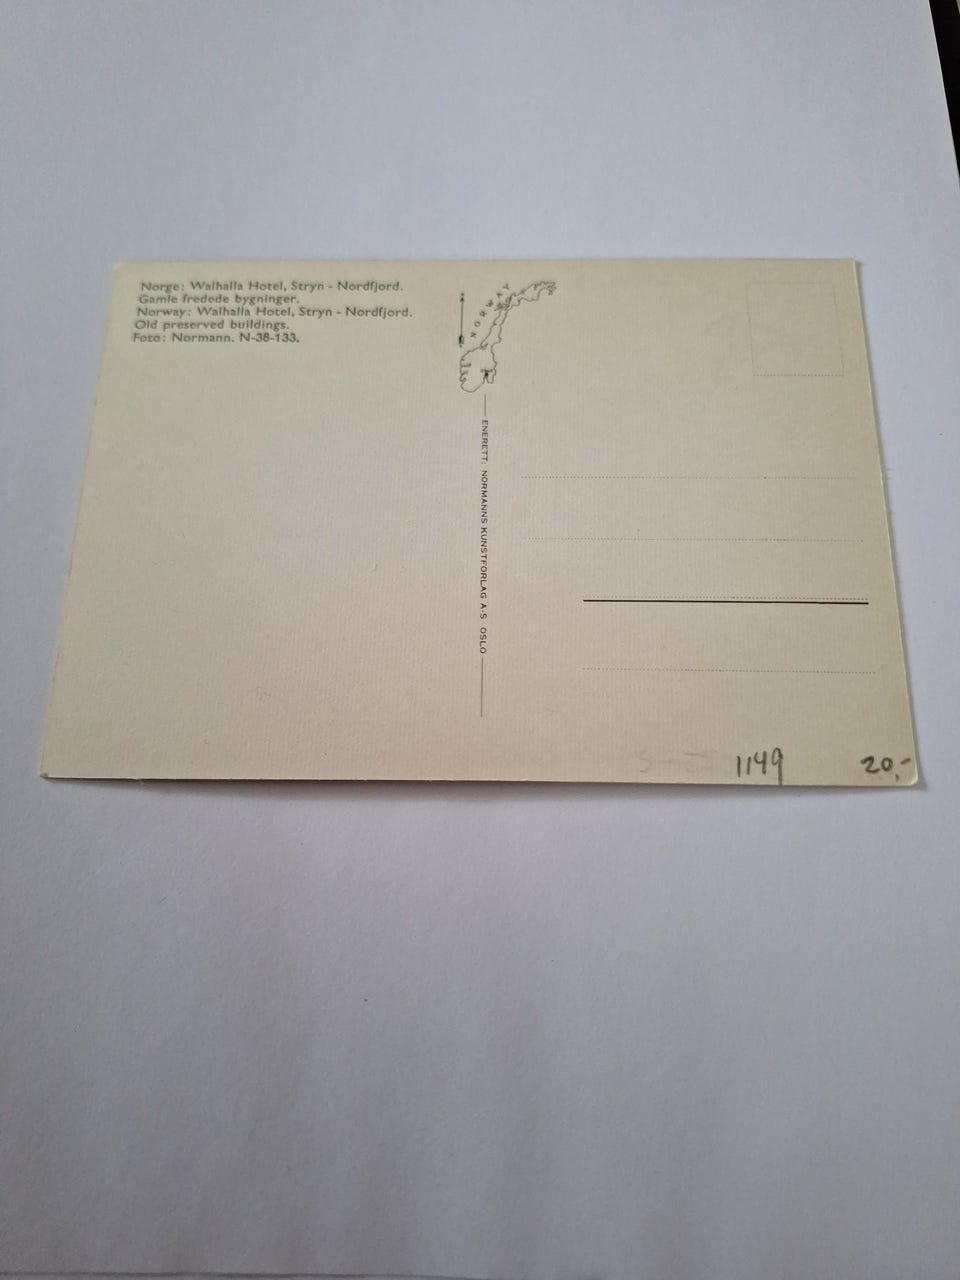 Norge: Walhalla Hotel, Stryn - Nordfjord.
Gamle fredede bygninger.
Norway: Walhalla Hotel, Stryn - Nordfjord.
Old preserved buildings.
Foto: Normann. N-38-133.
NORWAY
ENERETT: NORMANNS KUNSTFORLAG A-S OSLO
1149
20,-